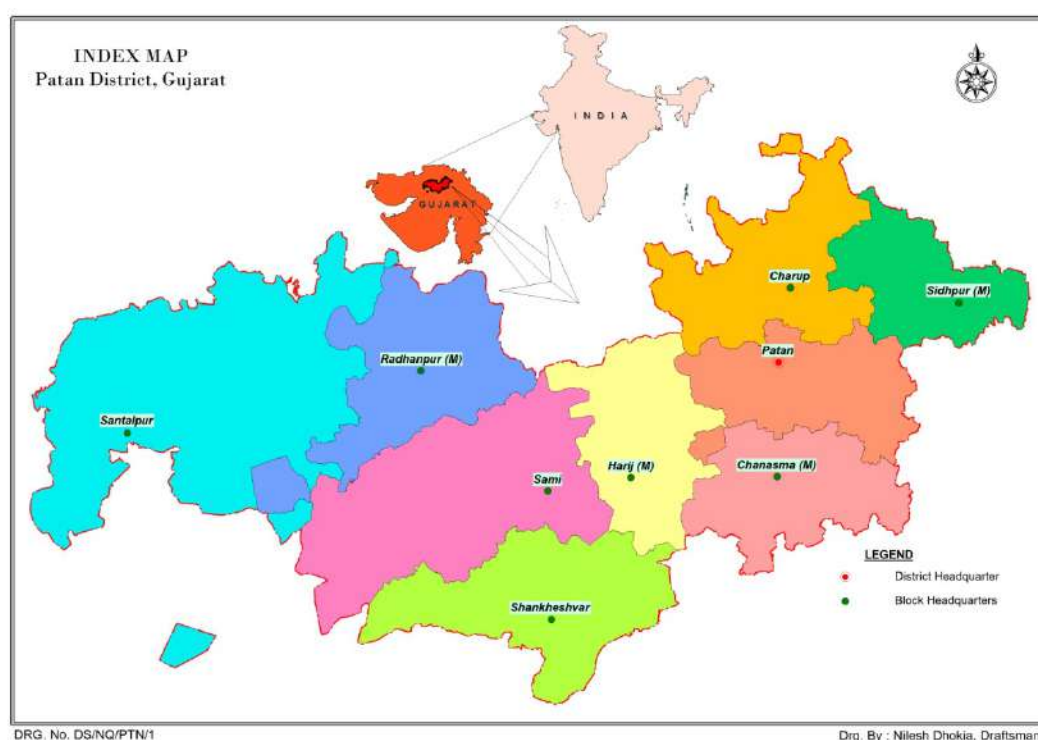 INDEX MAP
Patan District, Gujarat
INDIA
GUJARAT
Charup
Sidhpur (M)
Radhanpur (M)
Patan
Santalpur
Sami
Harij (M)
Chanasma (M)
Shankheshvar
LEGEND
District Headquarter
Block Headquarters
DRG. No. DS/NQ/PTN/1
Drg. By : Nilesh Dhokia, Draftsman